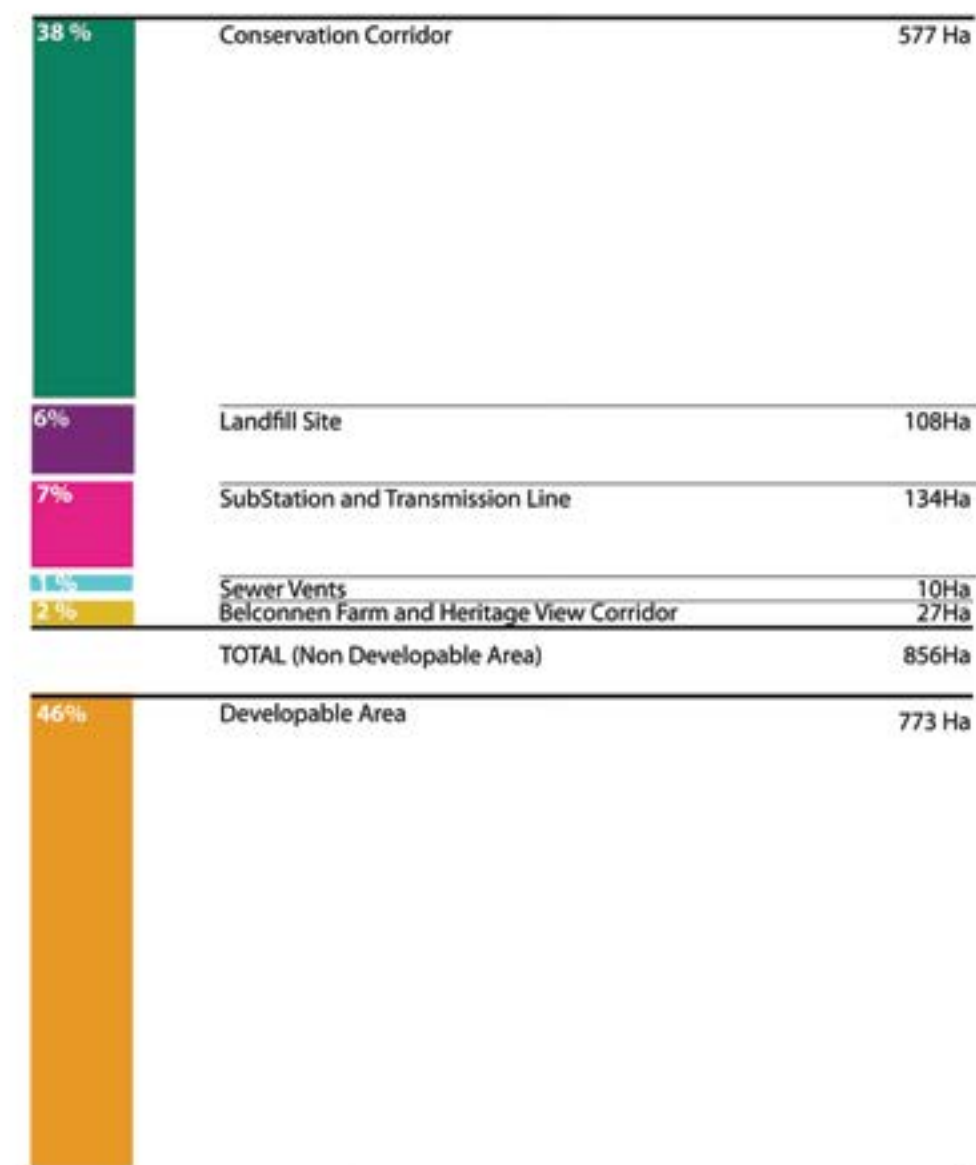 38 % Conservation Corridor 577 Ha
6% Landfill Site 108Ha
7% SubStation and Transmission Line 134Ha
1 % Sewer Vents 10Ha
2 % Belconnen Farm and Heritage View Corridor 27Ha
TOTAL (Non Developable Area) 856Ha
46% Developable Area 773 Ha